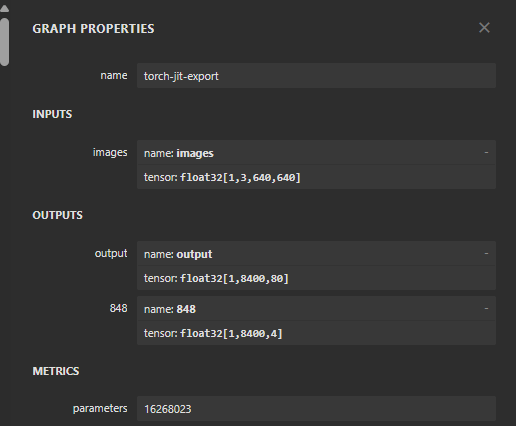 GRAPH PROPERTIES
name torch-jit-export
INPUTS
images name: images -
tensor: float32[1,3,640,640]
OUTPUTS
output name: output -
tensor: float32[1,8400,80]
848 name: 848 -
tensor: float32[1,8400,4]
METRICS
parameters 16268023